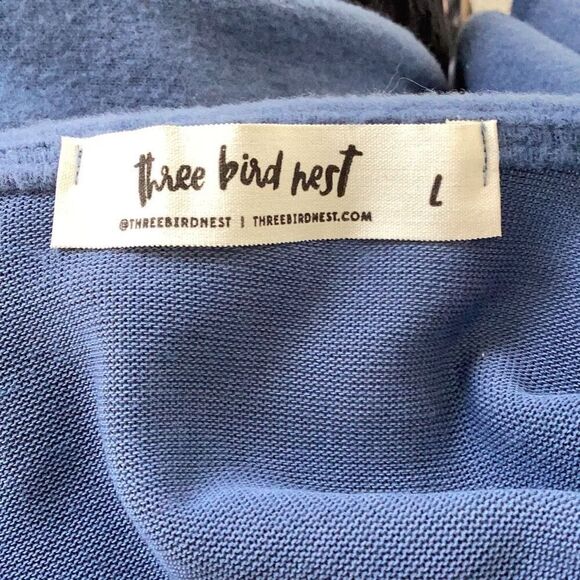 three bird nest
L
@THREEBIRDNEST | THREEBIRDNEST.COM